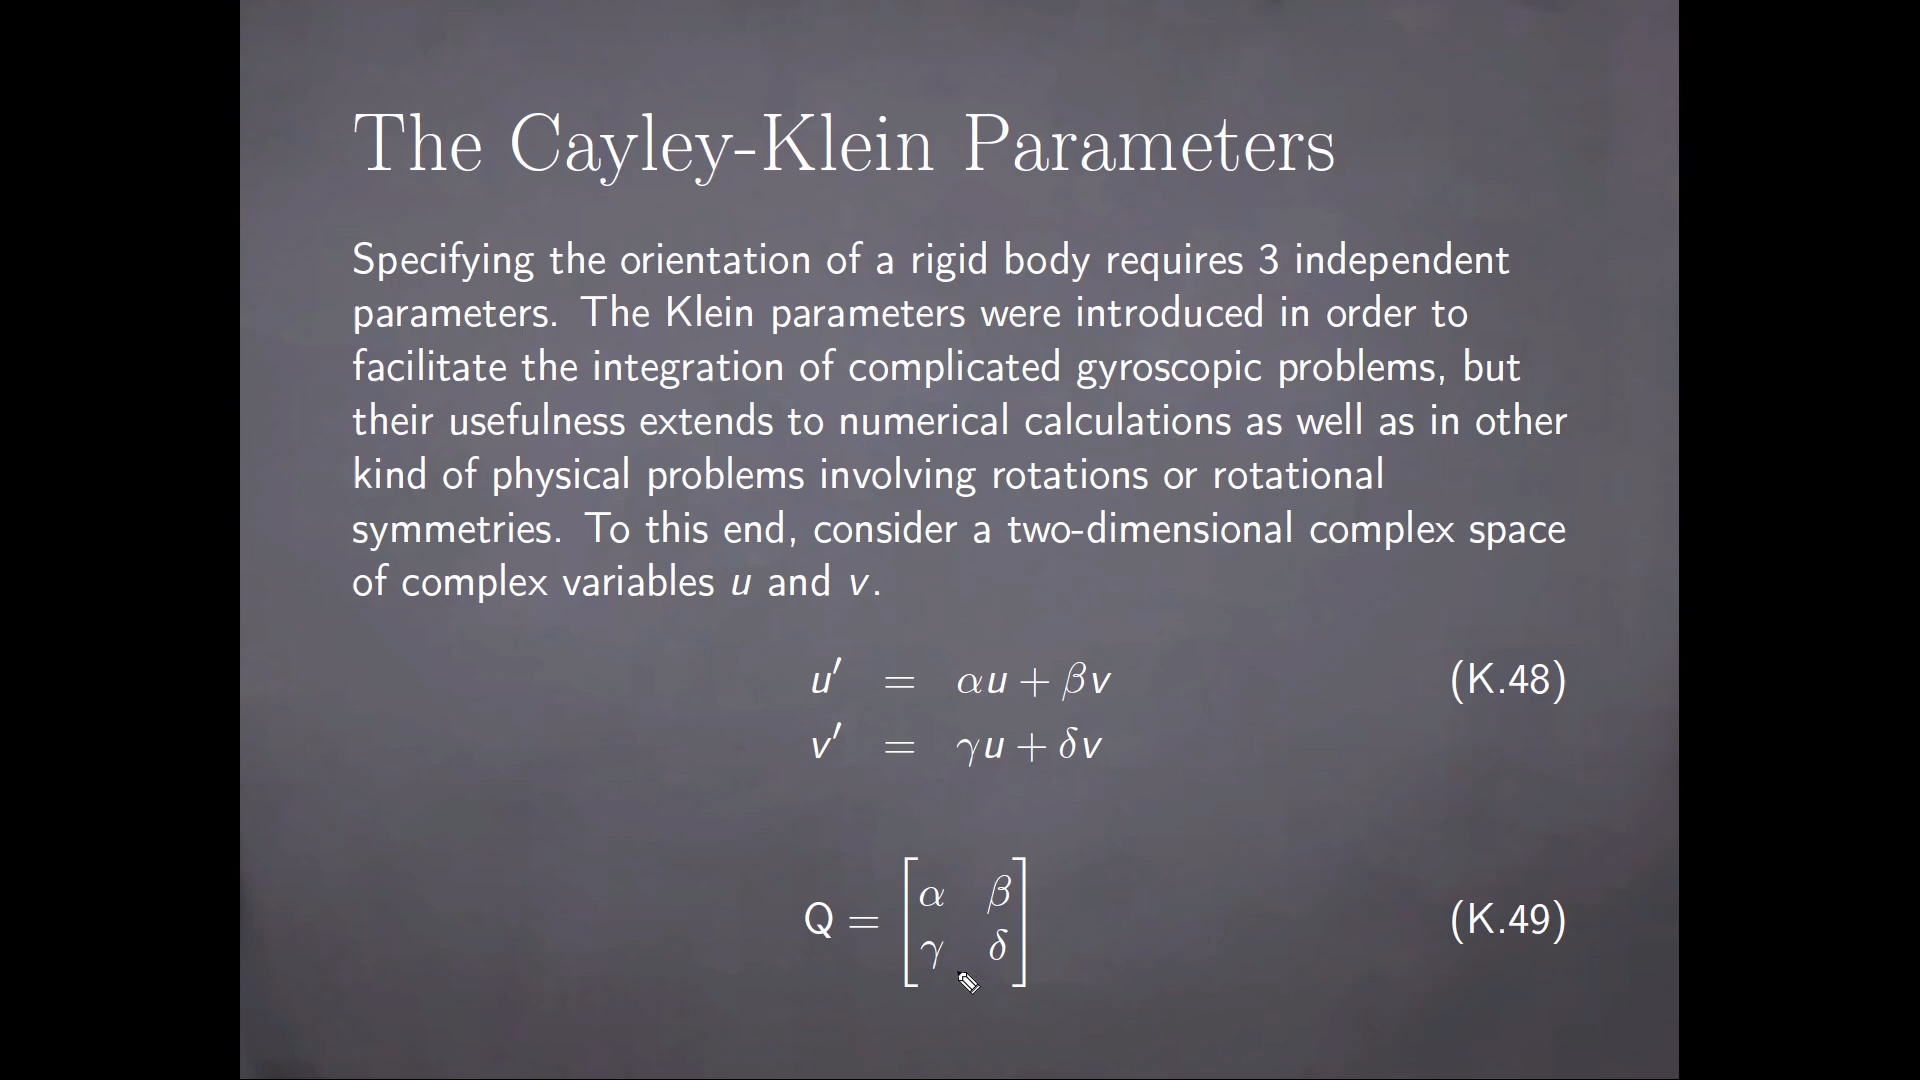 The Cayley-Klein Parameters
Specifying the orientation of a rigid body requires 3 independent
parameters. The Klein parameters were introduced in order to
facilitate the integration of complicated gyroscopic problems, but
their usefulness extends to numerical calculations as well as in other
kind of physical problems involving rotations or rotational
symmetries. To this end, consider a two-dimensional complex space
of complex variables u and v.
u′ = αu + βv (K.48)
v′ = γu + δv
Q = [α β
γ δ] (K.49)